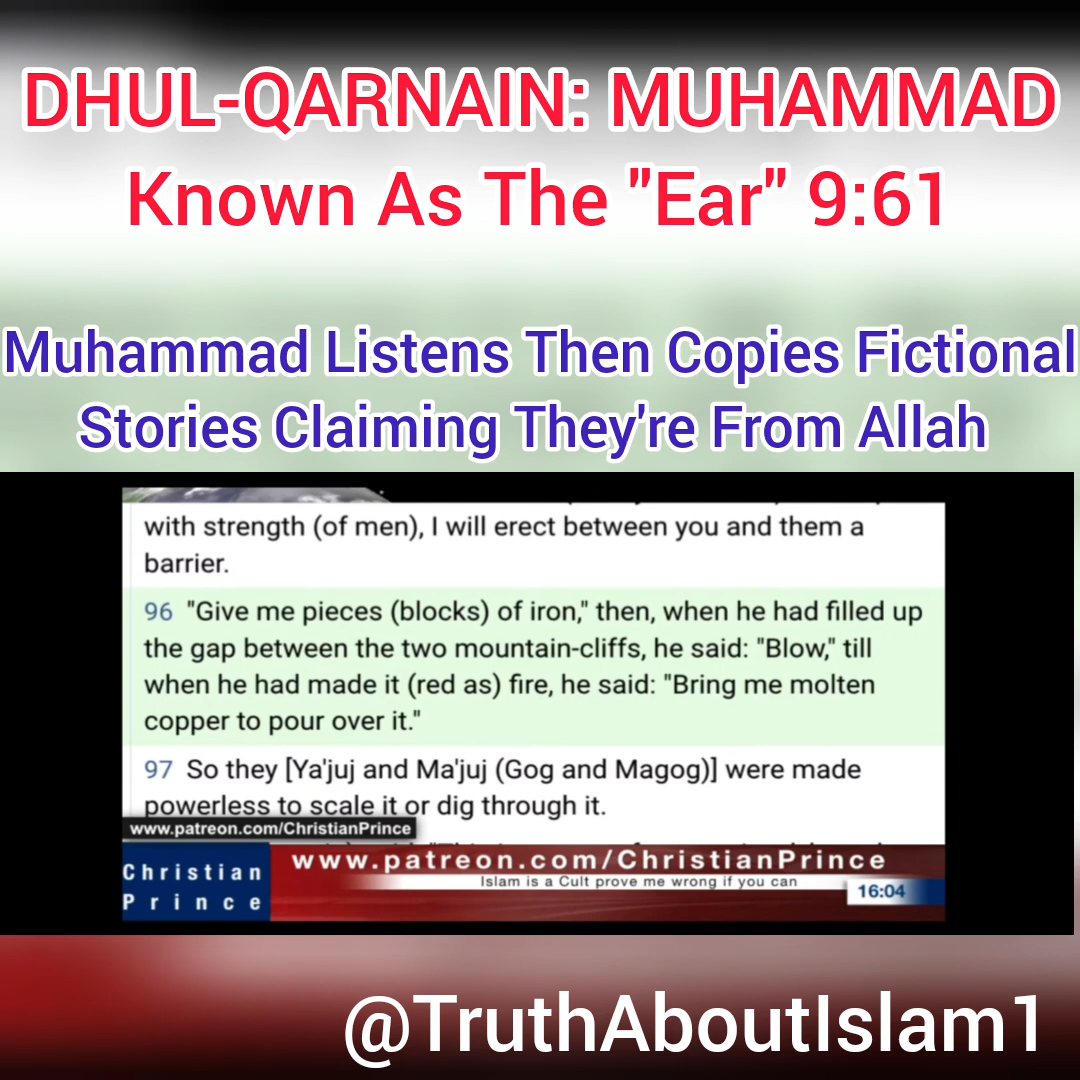 DHUL-QARNAIN: MUHAMMAD
Known As The "Ear" 9:61
Muhammad Listens Then Copies Fictional
Stories Claiming They're From Allah
with strength (of men), I will erect between you and them a
barrier.
96 "Give me pieces (blocks) of iron," then, when he had filled up
the gap between the two mountain-cliffs, he said: "Blow," till
when he had made it (red as) fire, he said: "Bring me molten
copper to pour over it."
97 So they [Ya'juj and Ma'juj (Gog and Magog)] were made
powerless to scale it or dig through it.
www.patreon.com/ChristianPrince
Christian
Prince
www.patreon.com/ChristianPrince
Islam is a Cult prove me wrong if you can
16:04
@TruthAboutIslam1